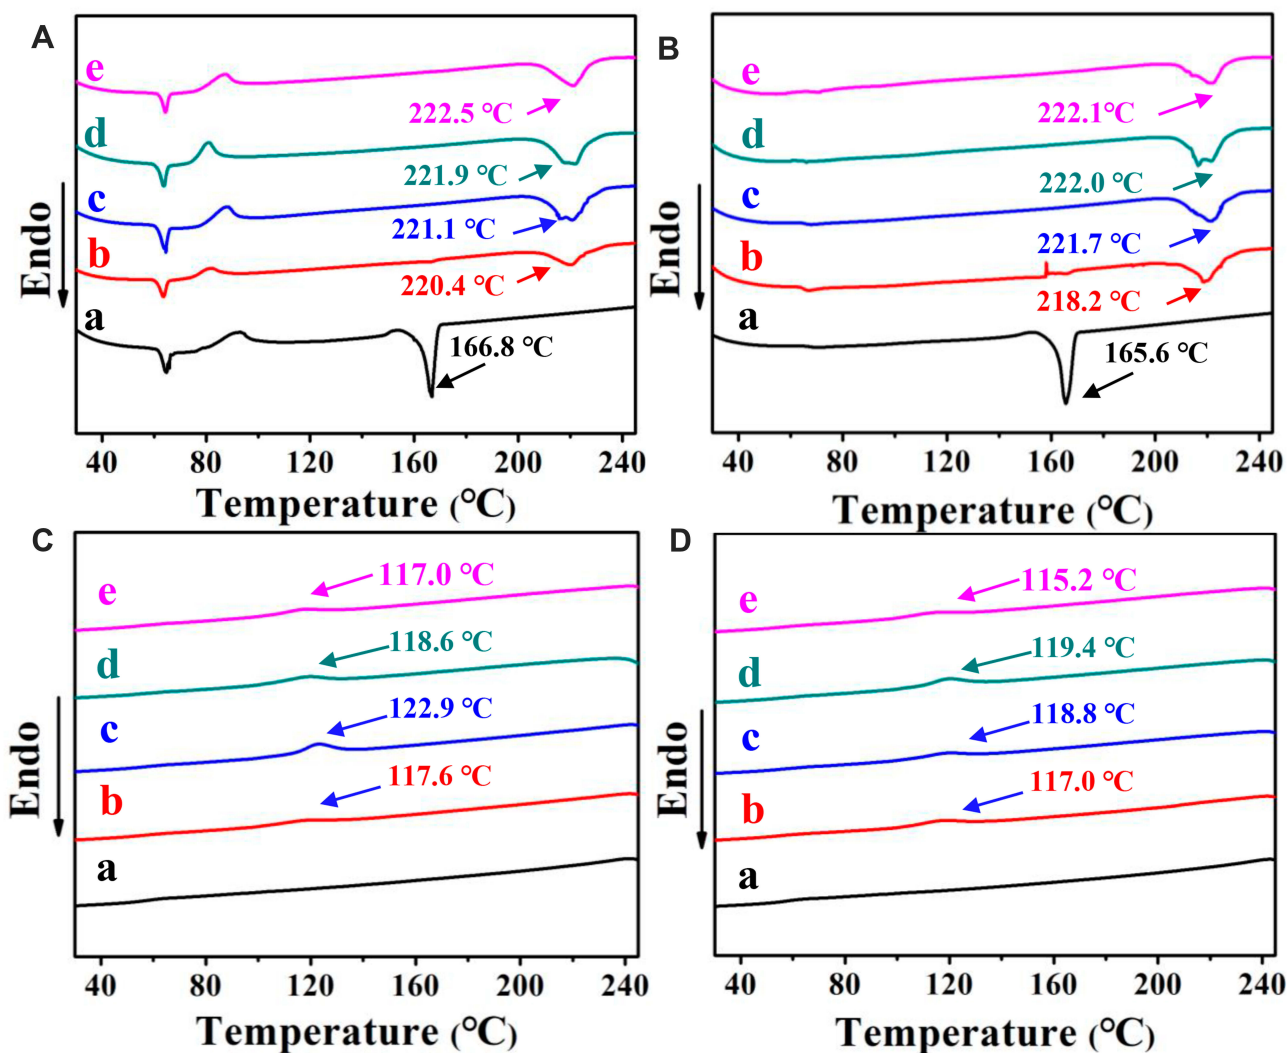 A
e
222.5 °C
d
221.9 °C
c
221.1 °C
b
220.4 °C
a
166.8 °C
Endo
40 80 120 160 200 240
Temperature (°C)
B
e
222.1°C
d
222.0 °C
c
221.7 °C
b
218.2 °C
a
165.6 °C
Endo
40 80 120 160 200 240
Temperature (°C)
C
e
117.0 °C
d
118.6 °C
c
122.9 °C
b
117.6 °C
a
Endo
40 80 120 160 200 240
Temperature (°C)
D
e
115.2 °C
d
119.4 °C
c
118.8 °C
b
117.0 °C
a
Endo
40 80 120 160 200 240
Temperature (°C)